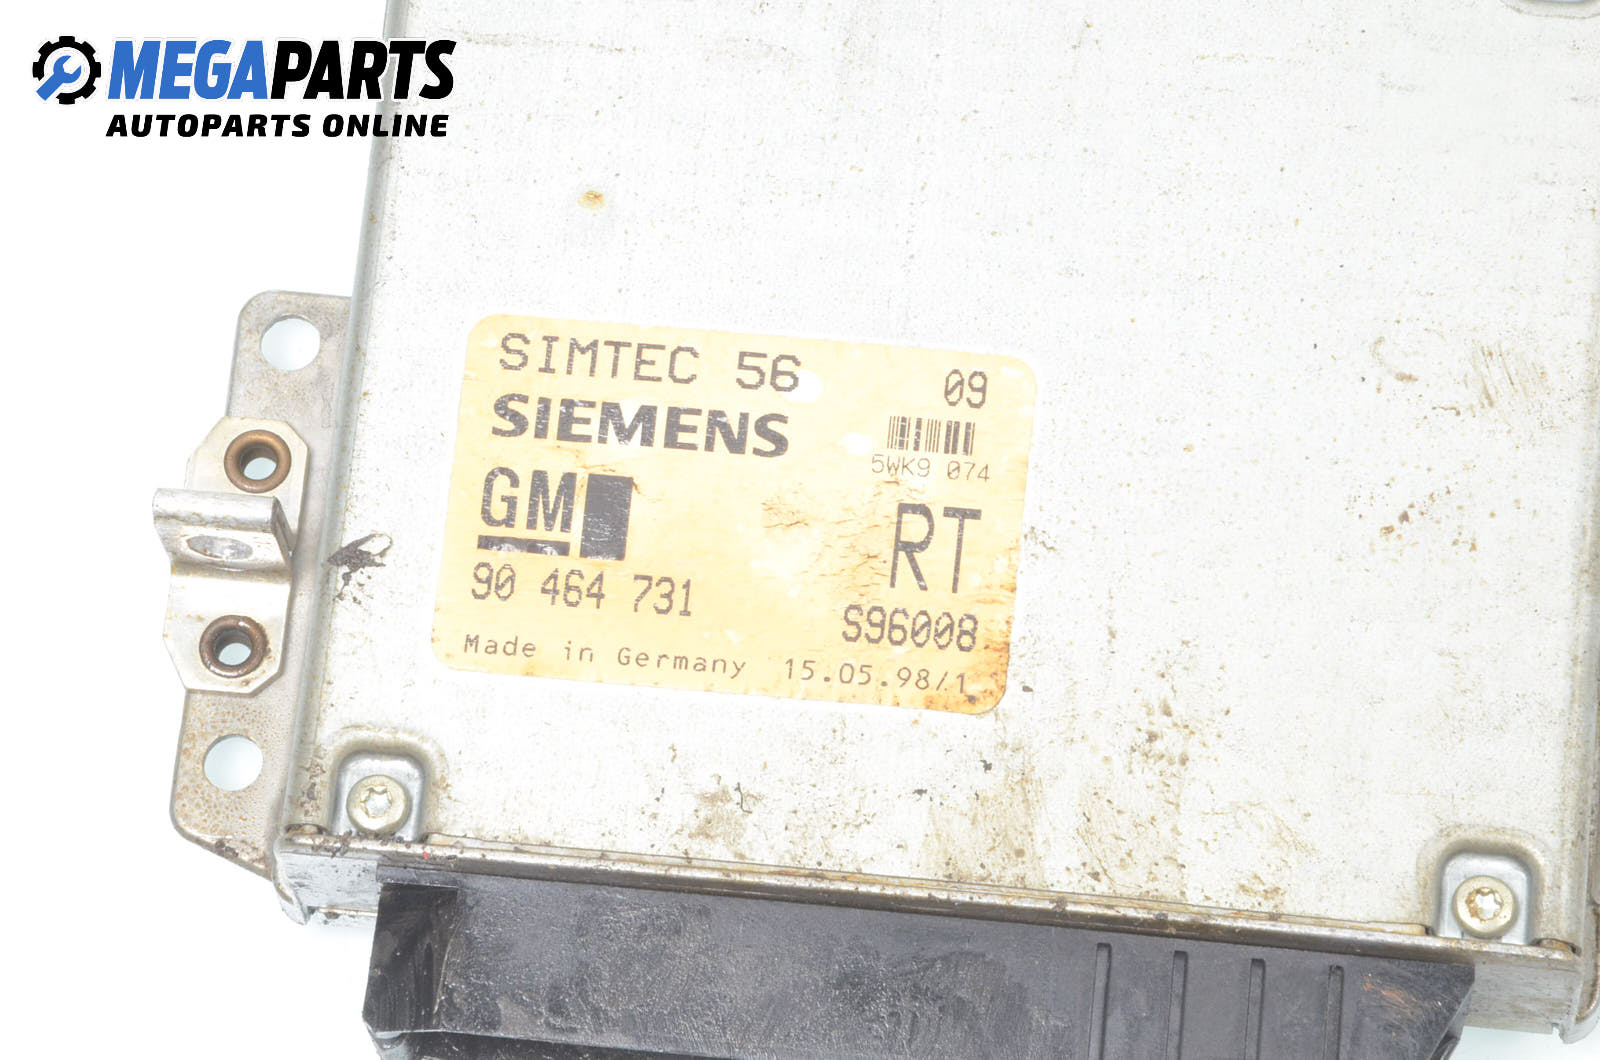 MEGAPARTS
AUTOPARTS ONLINE
SIMTEC 56 09
SIEMENS
5WK9 074
GM
RT
90 464 731
S96008
Made in Germany 15.05.98/1